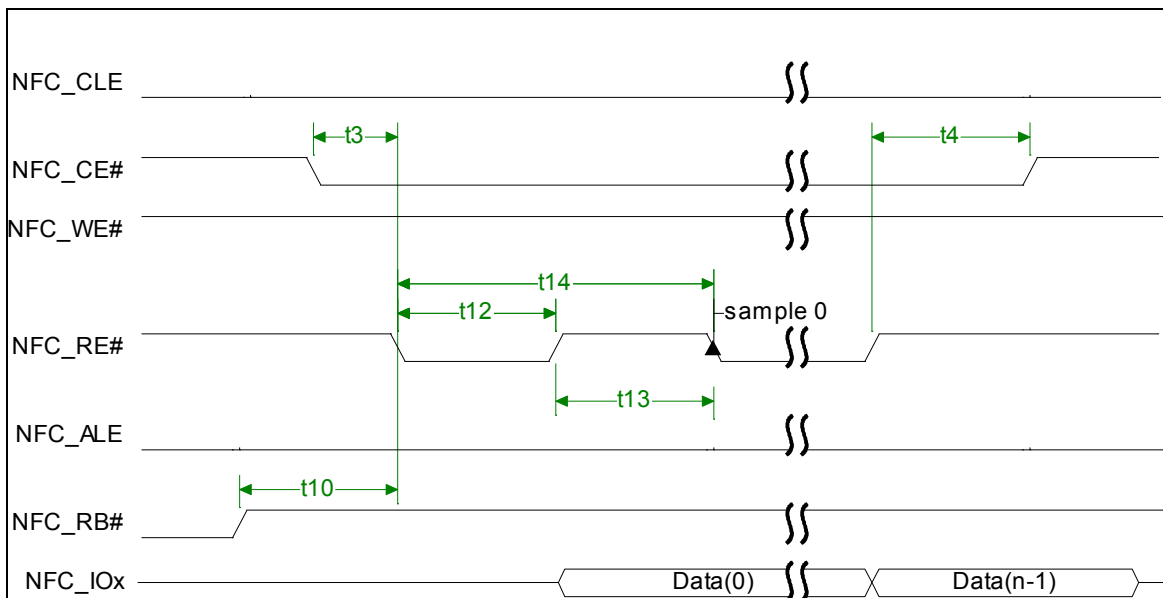 NFC_CLE
t3
t4
NFC_CE#
NFC_WE#
t14
t12
sample 0
NFC_RE#
t13
NFC_ALE
t10
NFC_RB#
NFC_IOx
Data(0)
Data(n-1)